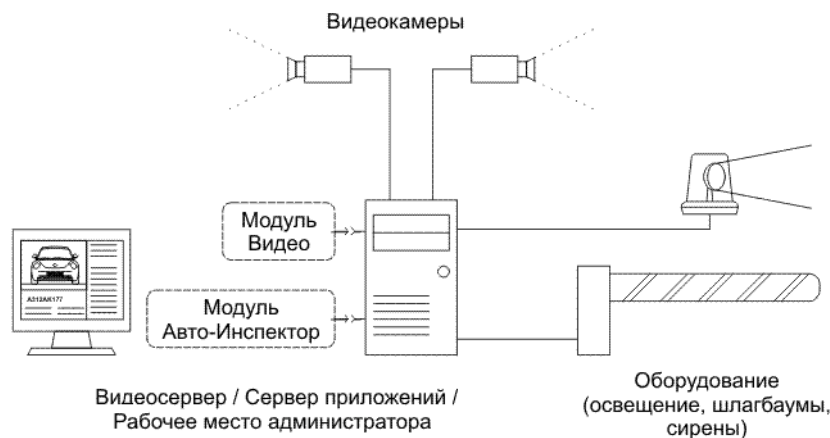 Видеокамеры
Модуль
Видео
А312АК177
Модуль
Авто-Инспектор
Видеосервер / Сервер приложений /
Рабочее место администратора
Оборудование
(освещение, шлагбаумы,
сирены)